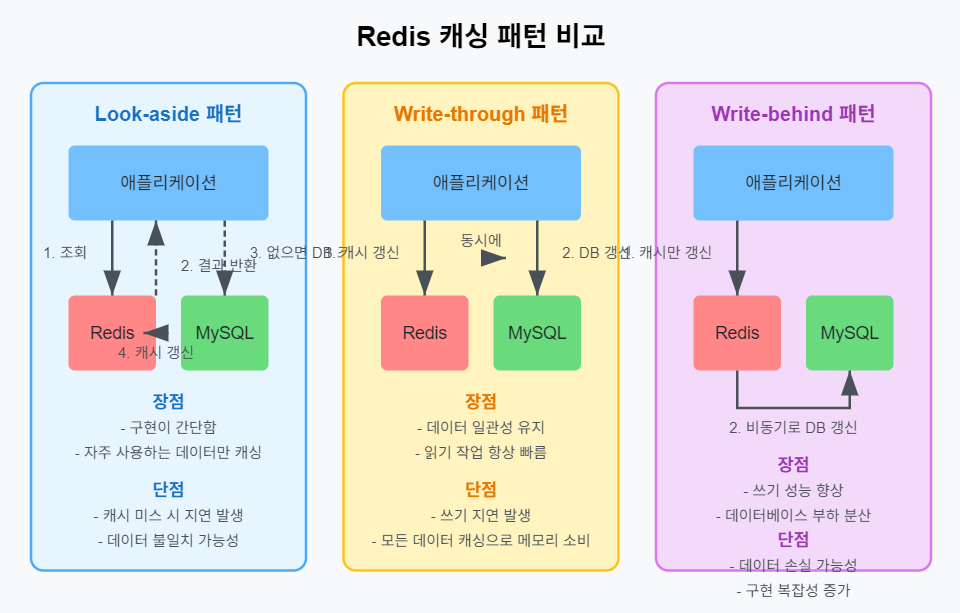 Redis 캐싱 패턴 비교
Look-aside 패턴
애플리케이션
1. 조회
2. 결과 반환
3. 없으면 DB
Redis
MySQL
4. 캐시 갱신
장점
- 구현이 간단함
- 자주 사용하는 데이터만 캐싱
단점
- 캐시 미스 시 지연 발생
- 데이터 불일치 가능성
Write-through 패턴
애플리케이션
1. 캐시 갱신
동시에
2. DB 갱신
Redis
MySQL
장점
- 데이터 일관성 유지
- 읽기 작업 항상 빠름
단점
- 쓰기 지연 발생
- 모든 데이터 캐싱으로 메모리 소비
Write-behind 패턴
애플리케이션
1. 캐시만 갱신
Redis
MySQL
2. 비동기로 DB 갱신
장점
- 쓰기 성능 향상
- 데이터베이스 부하 분산
단점
- 데이터 손실 가능성
- 구현 복잡성 증가